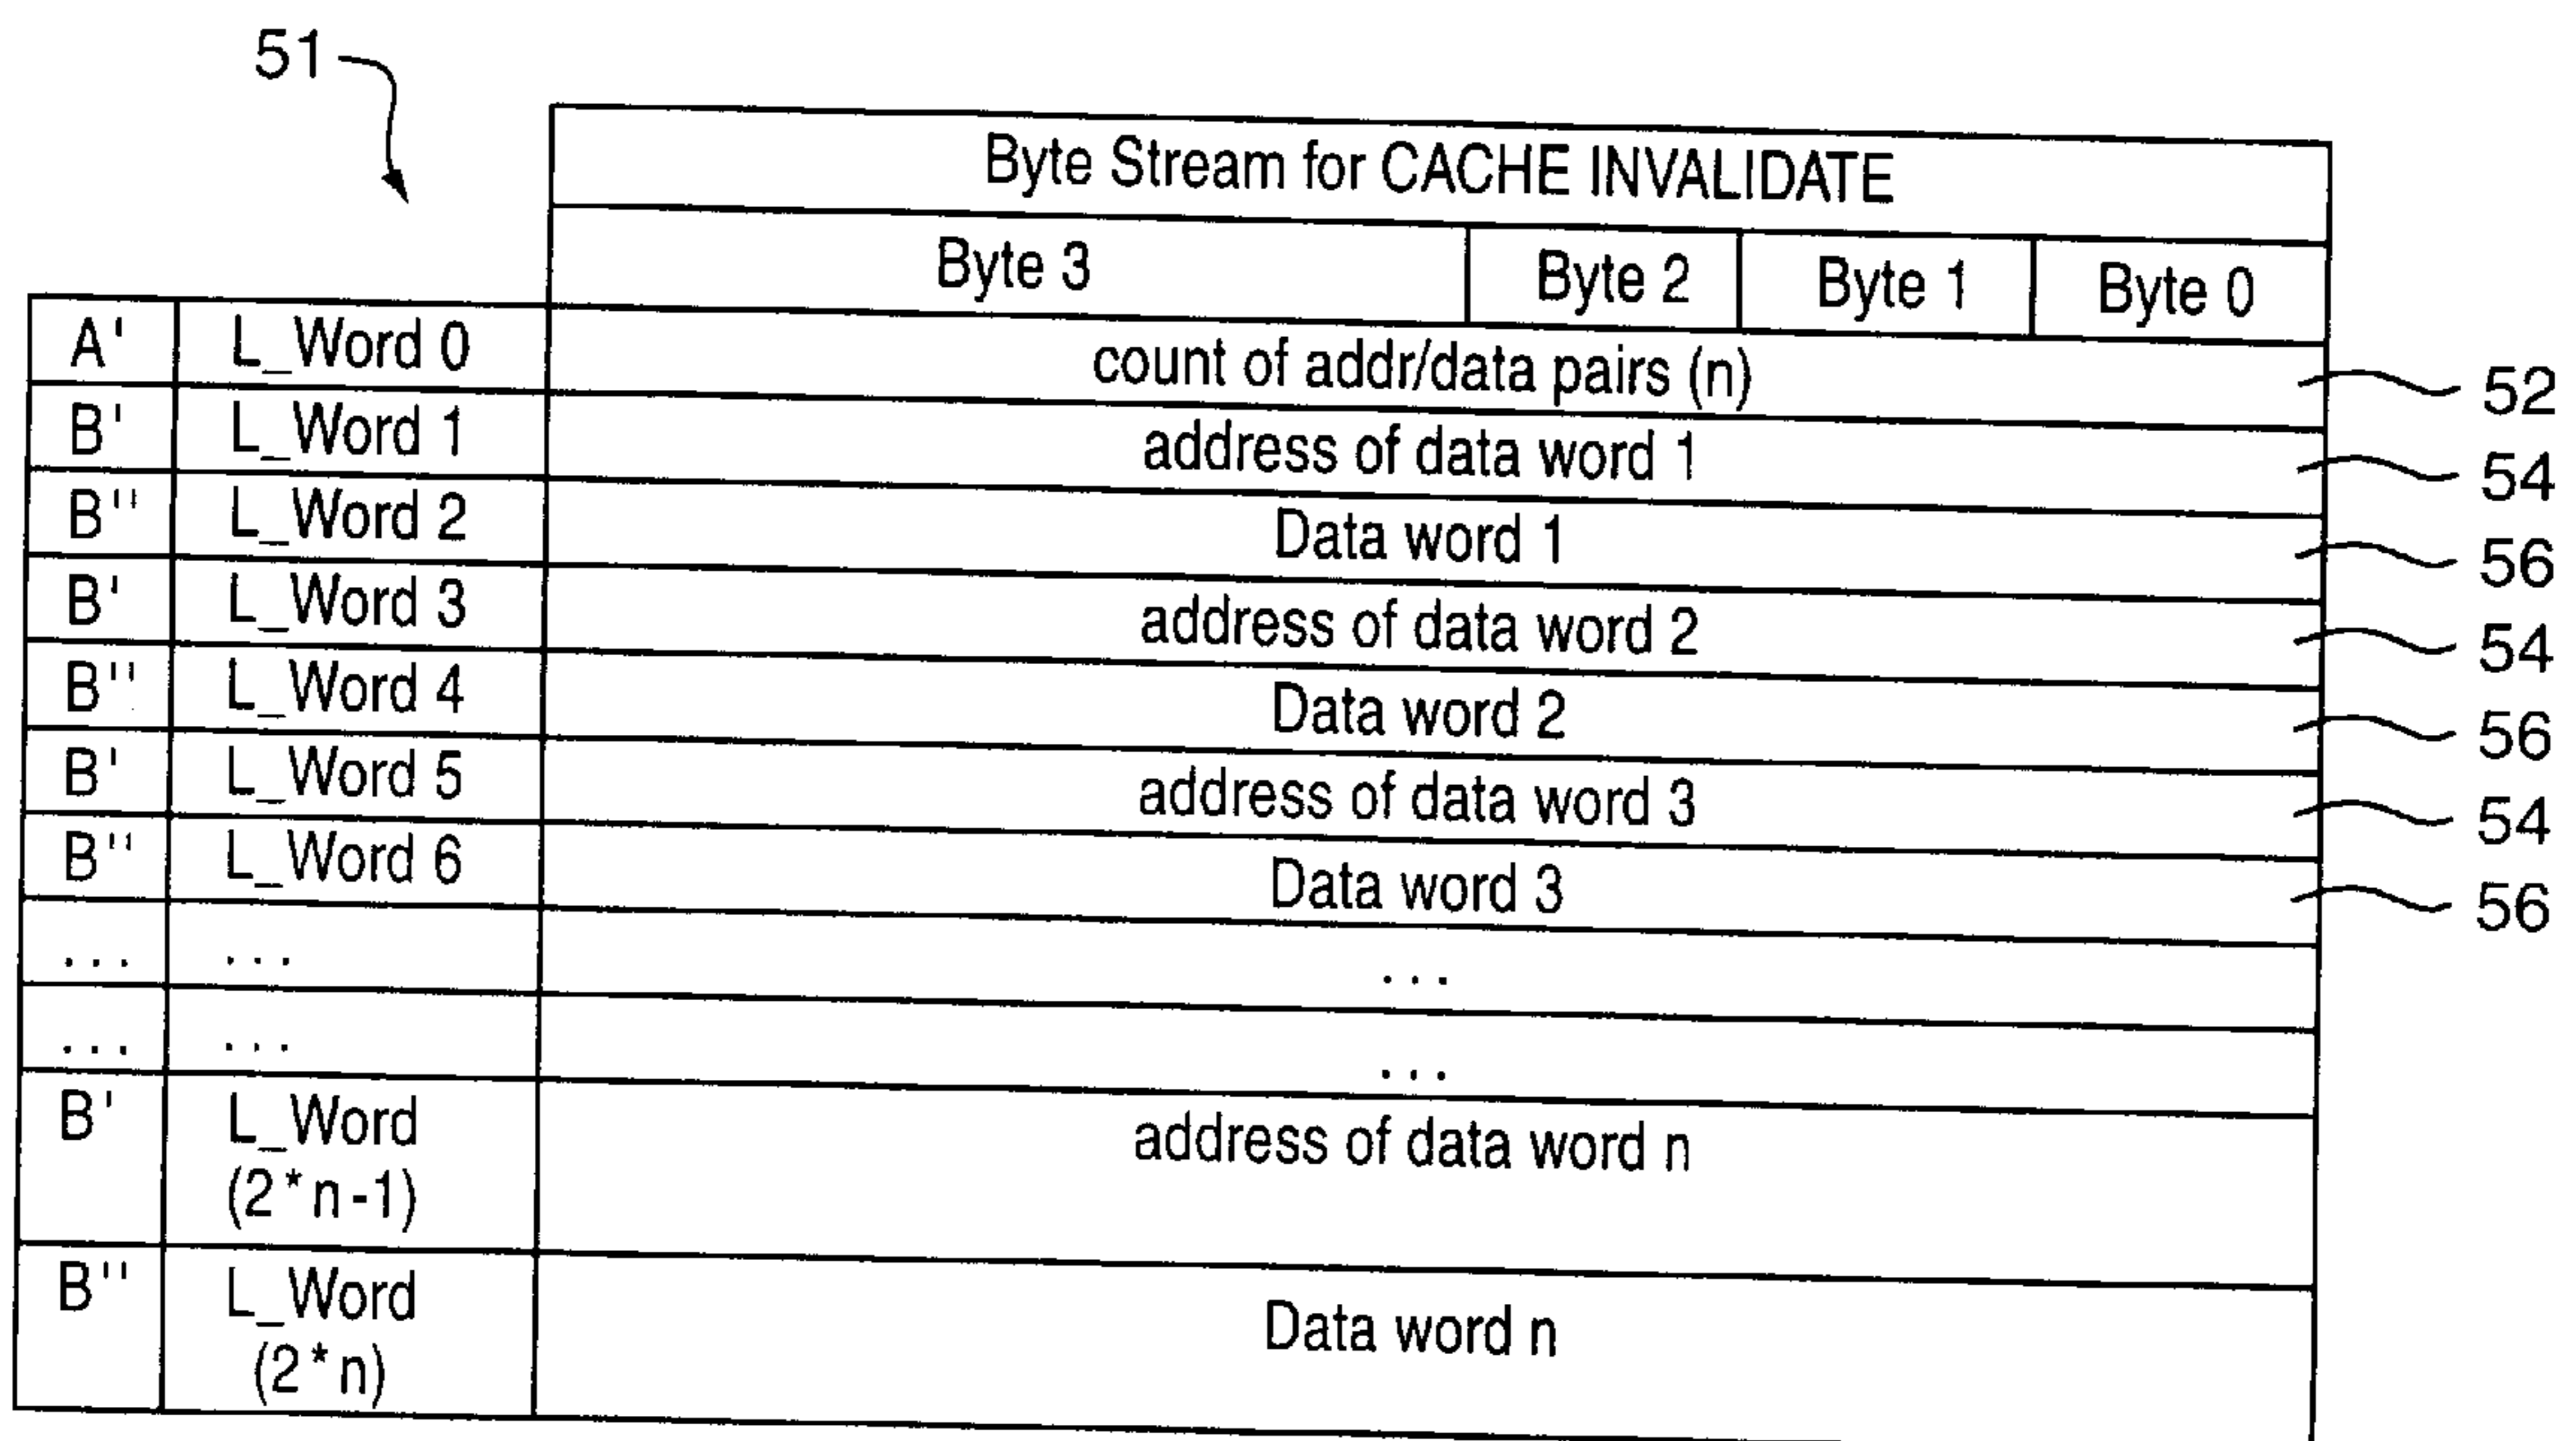 51
Byte Stream for CACHE INVALIDATE
Byte 3 Byte 2 Byte 1 Byte 0
A' L_Word 0 count of addr/data pairs (n) 52
B' L_Word 1 address of data word 1 54
B'' L_Word 2 Data word 1 56
B' L_Word 3 address of data word 2 54
B'' L_Word 4 Data word 2 56
B' L_Word 5 address of data word 3 54
B'' L_Word 6 Data word 3 56
... ... ...
... ... ...
B' L_Word address of data word n
(2*n-1)
B'' L_Word Data word n
(2*n)